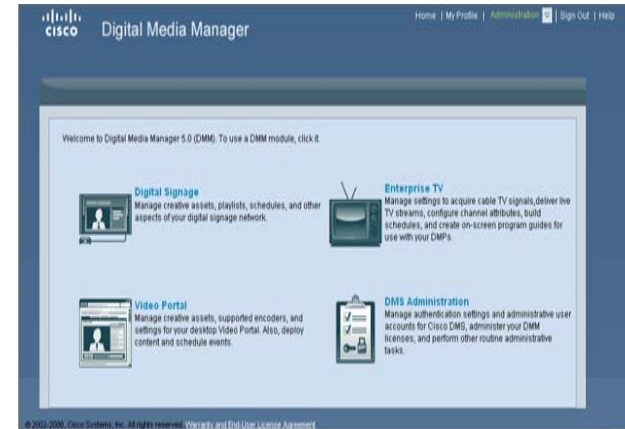 Home | My Profile | Administration | Sign Out | Help
cisco
Digital Media Manager
Welcome to Digital Media Manager 5.0 (DMM). To use a DMM module, click it.
Digital Signage
Manage creative assets, playlists, schedules, and other
aspects of your digital signage network.
Enterprise TV
Manage settings to acquire cable TV signals,deliver live
TV streams, configure channel attributes, build
schedules, and create on-screen program guides for
use with your DMPs.
Video Portal
Manage creative assets, supported encoders, and
settings for your desktop Video Portal. Also, deploy
content and schedule events.
DMS Administration
Manage authentication settings and administrative user
accounts for Cisco DMS, administer your DMM
licenses, and perform other routine administrative
tasks.
© 2002-2008, Cisco Systems, Inc. All rights reserved. Warranty and End-User License Agreement